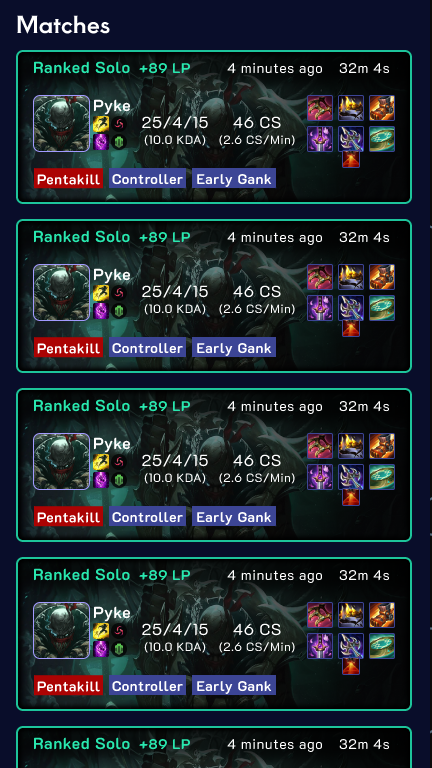 Matches
Ranked Solo +89 LP 4 minutes ago 32m 4s
Pyke
25/4/15 46 CS
(10.0 KDA) (2.6 CS/Min)
Pentakill Controller Early Gank
Ranked Solo +89 LP 4 minutes ago 32m 4s
Pyke
25/4/15 46 CS
(10.0 KDA) (2.6 CS/Min)
Pentakill Controller Early Gank
Ranked Solo +89 LP 4 minutes ago 32m 4s
Pyke
25/4/15 46 CS
(10.0 KDA) (2.6 CS/Min)
Pentakill Controller Early Gank
Ranked Solo +89 LP 4 minutes ago 32m 4s
Pyke
25/4/15 46 CS
(10.0 KDA) (2.6 CS/Min)
Pentakill Controller Early Gank
Ranked Solo +89 LP 4 minutes ago 32m 4s